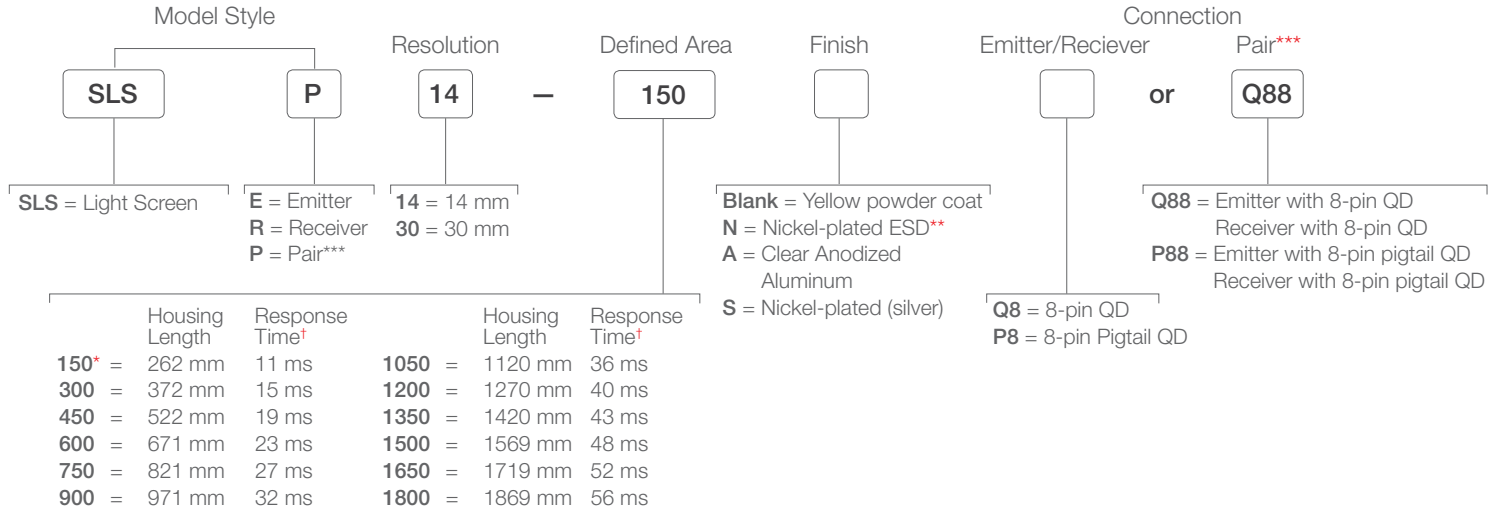 Model Style
Connection
Resolution
Defined Area
Finish
Emitter/Reciever
Pair***
SLS
P
14
–
150
or
Q88
SLS = Light Screen
E = Emitter
R = Receiver
P = Pair***
14 = 14 mm
30 = 30 mm
Blank = Yellow powder coat
N = Nickel-plated ESD**
A = Clear Anodized
Aluminum
S = Nickel-plated (silver)
Q8 = 8-pin QD
P8 = 8-pin Pigtail QD
Q88 = Emitter with 8-pin QD
Receiver with 8-pin QD
P88 = Emitter with 8-pin pigtail QD
Receiver with 8-pin pigtail QD
Housing Length Response Time† Housing Length Response Time†
150* = 262 mm 11 ms 1050 = 1120 mm 36 ms
300 = 372 mm 15 ms 1200 = 1270 mm 40 ms
450 = 522 mm 19 ms 1350 = 1420 mm 43 ms
600 = 671 mm 23 ms 1500 = 1569 mm 48 ms
750 = 821 mm 27 ms 1650 = 1719 mm 52 ms
900 = 971 mm 32 ms 1800 = 1869 mm 56 ms